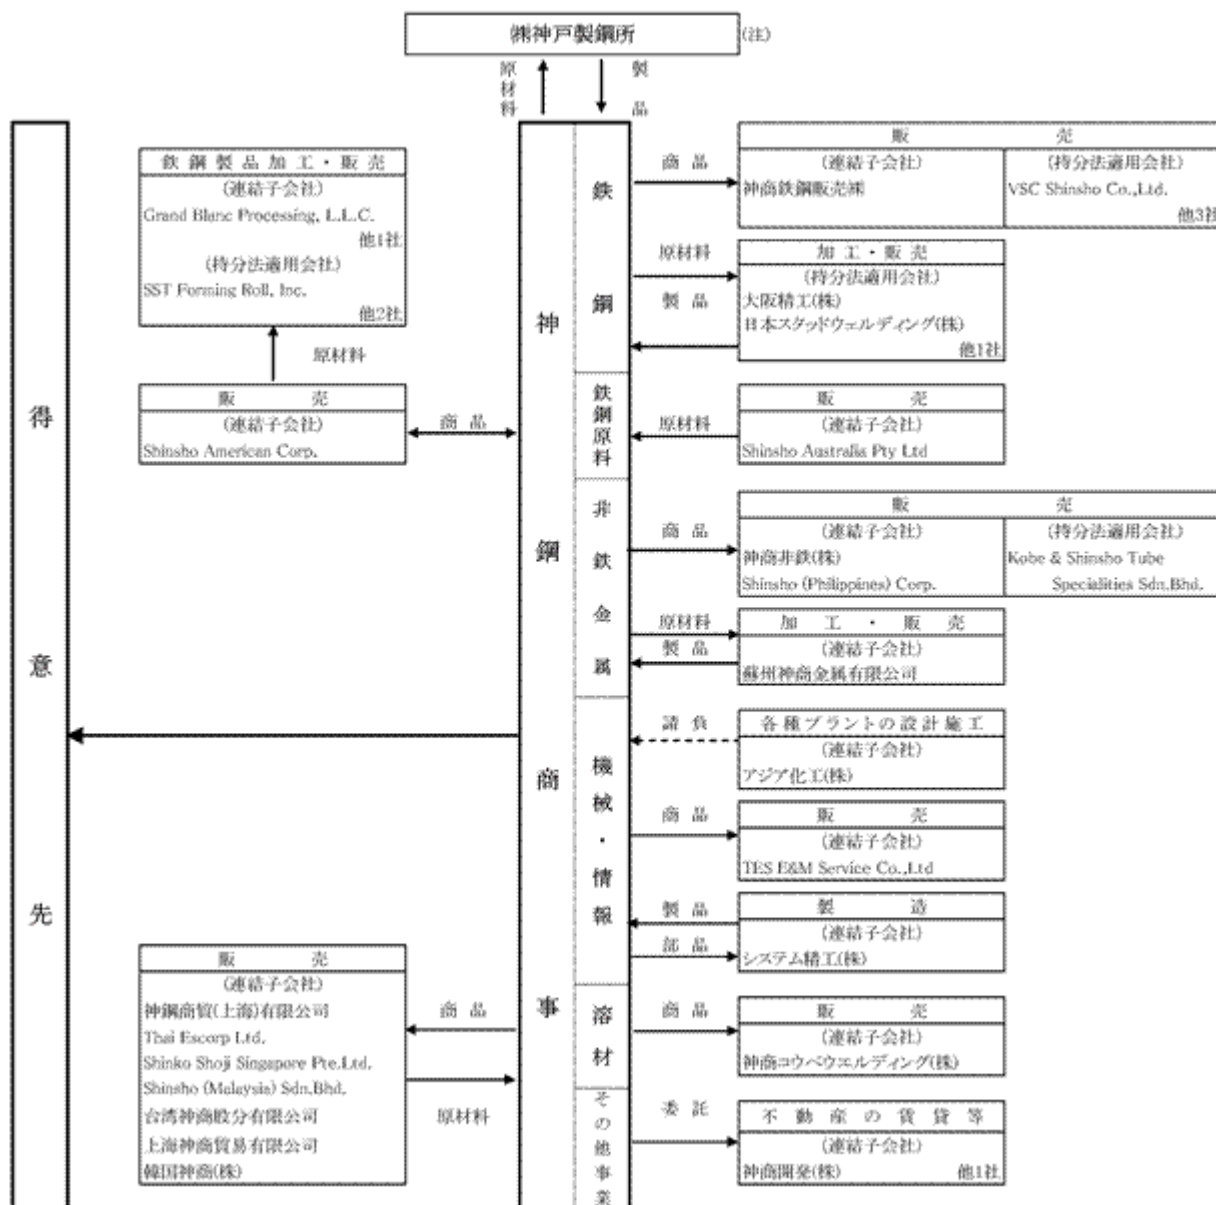 ㈱神戸製鋼所
(注)
原材料
製品
得意先
神鋼商事
鉄鋼
鉄鋼原料
非鉄金属
機械・情報
溶材
その他事業
鉄鋼製品加工・販売
(連結子会社)
Grand Blanc Processing, L.L.C.
他1社
(持分法適用会社)
SST Forming Roll, Inc.
他2社
原材料
販売
(連結子会社)
Shinsho American Corp.
商品
販売
(連結子会社)
神鋼商貿(上海)有限公司
Thai Escorp Ltd.
Shinko Shoji Singapore Pte.Ltd.
Shinsho (Malaysia) Sdn.Bhd.
台湾神商股分有限公司
上海神商貿易有限公司
韓国神商(株)
商品
原材料
商品
販売
(連結子会社)
神商鉄鋼販売㈱
(持分法適用会社)
VSC Shinsho Co.,Ltd.
他3社
原材料
製品
加工・販売
(持分法適用会社)
大阪精工(株)
日本スタッドウェルディング(株)
他1社
原材料
販売
(連結子会社)
Shinsho Australia Pty Ltd
商品
販売
(連結子会社)
神商非鉄(株)
Shinsho (Philippines) Corp.
(持分法適用会社)
Kobe & Shinsho Tube
Specialities Sdn.Bhd.
原材料
製品
加工・販売
(連結子会社)
蘇州神商金属有限公司
請負
各種プラントの設計施工
(連結子会社)
アジア化工(株)
商品
販売
(連結子会社)
TES E&M Service Co.,Ltd
製品
部品
製造
(連結子会社)
システム精工(株)
商品
販売
(連結子会社)
神商コウベウエルディング(株)
委託
不動産の賃貸等
(連結子会社)
神商開発(株)
他1社